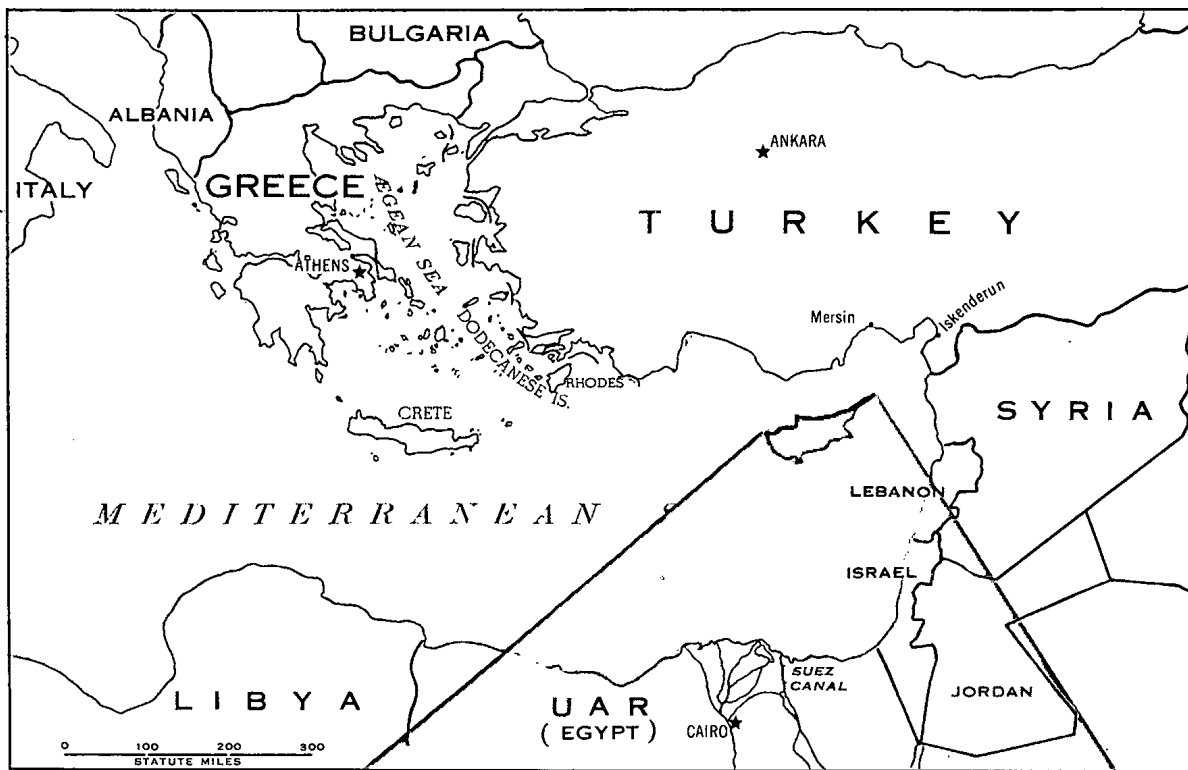 BULGARIA
ALBANIA
ANKARA
ITALY
GREECE
ÆGEAN SEA
TURKEY
ATHENS
Iskenderun
Mersin
DODECANESE IS.
RHODES
CRETE
SYRIA
LEBANON
MEDITERRANEAN
ISRAEL
SUEZ
CANAL
JORDAN
LIBYA
UAR
(EGYPT)
CAIRO
0 100 200 300
STATUTE MILES